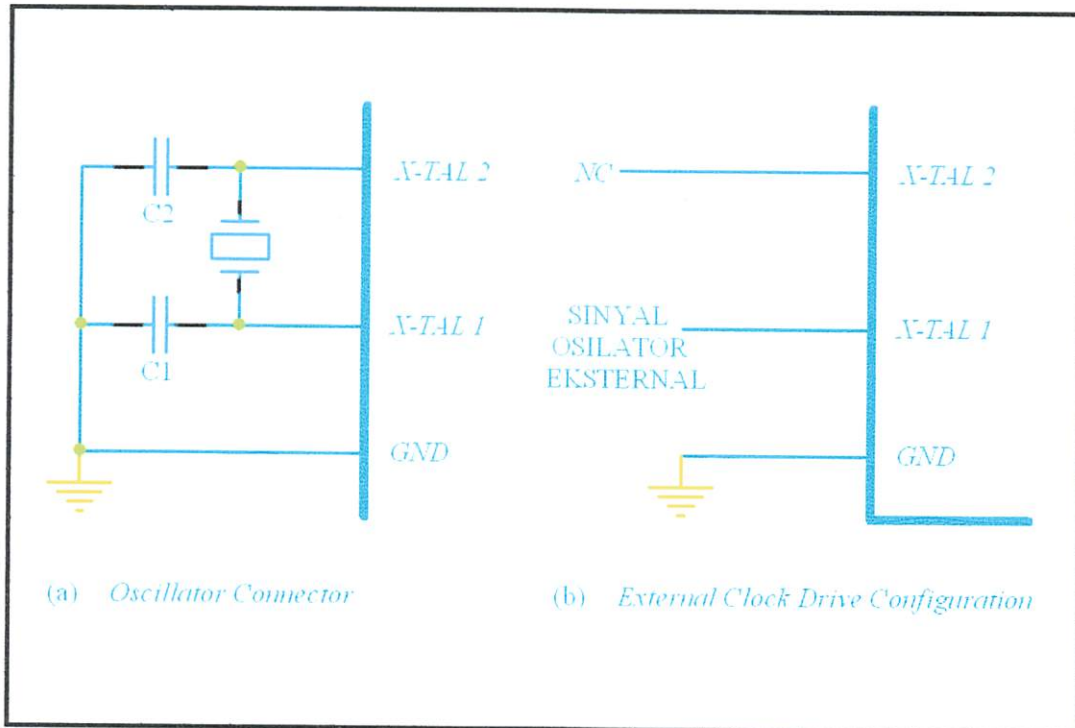 C2
X-TAL 2
C1
X-TAL 1
GND
(a) Oscillator Connector
NC
X-TAL 2
SINYAL
OSILATOR
EKSTERNAL
X-TAL 1
GND
(b) External Clock Drive Configuration